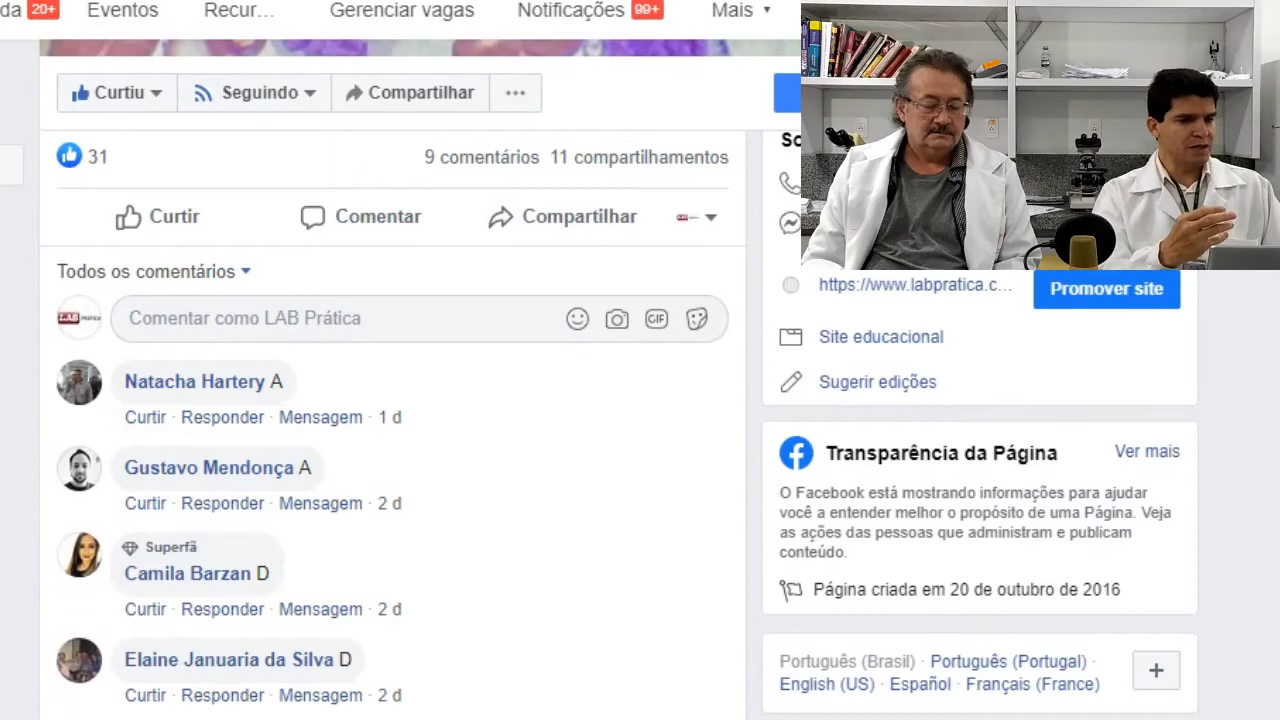 da 20+ Eventos Recur... Gerenciar vagas Notificações 99+ Mais
Curtiu Seguindo Compartilhar ...
31 9 comentários 11 compartilhamentos
Curtir Comentar Compartilhar
Todos os comentários
LAB PRÁTICA Comentar como LAB Prática GIF
Natacha Hartery A
Curtir · Responder · Mensagem · 1 d
Gustavo Mendonça A
Curtir · Responder · Mensagem · 2 d
Superfã
Camila Barzan D
Curtir · Responder · Mensagem · 2 d
Elaine Januaria da Silva D
Curtir · Responder · Mensagem · 2 d
So
https://www.labpratica.c... Promover site
Site educacional
Sugerir edições
Transparência da Página Ver mais
O Facebook está mostrando informações para ajudar
você a entender melhor o propósito de uma Página. Veja
as ações das pessoas que administram e publicam
conteúdo.
Página criada em 20 de outubro de 2016
Português (Brasil) · Português (Portugal) ·
English (US) · Español · Français (France)
+